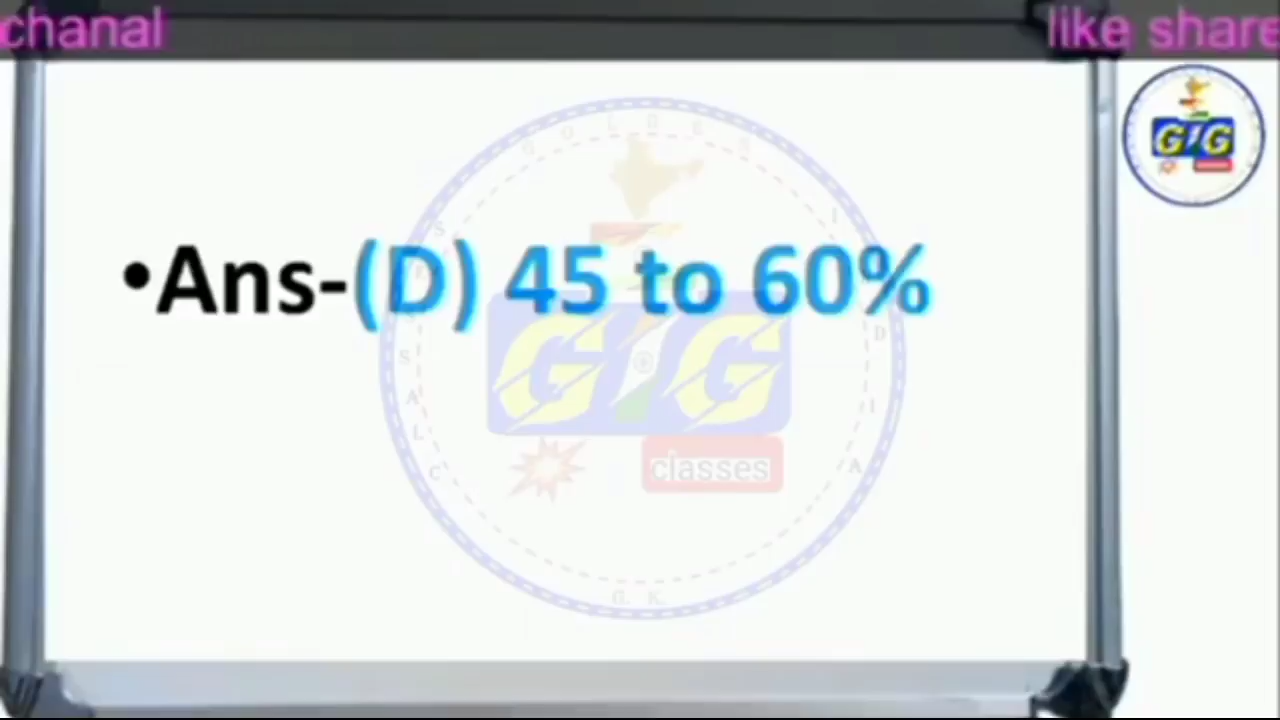 chanal
like share
GIG
•Ans-(D) 45 to 60%
GIG
classes
G. K.